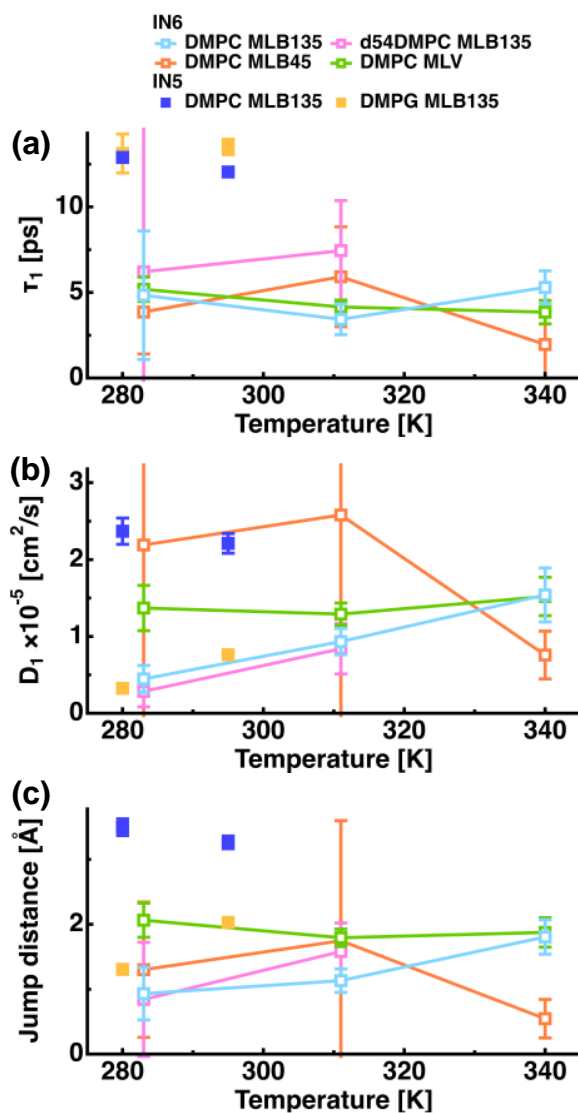 IN6
DMPC MLB135 d54DMPC MLB135
DMPC MLB45 DMPC MLV
IN5
DMPC MLB135 DMPG MLB135
(a)
τ₁ [ps]
10
5
0
280 300 320 340
Temperature [K]
(b)
D₁ ×10⁻⁵ [cm²/s]
3
2
1
0
280 300 320 340
Temperature [K]
(c)
Jump distance [Å]
2
0
280 300 320 340
Temperature [K]